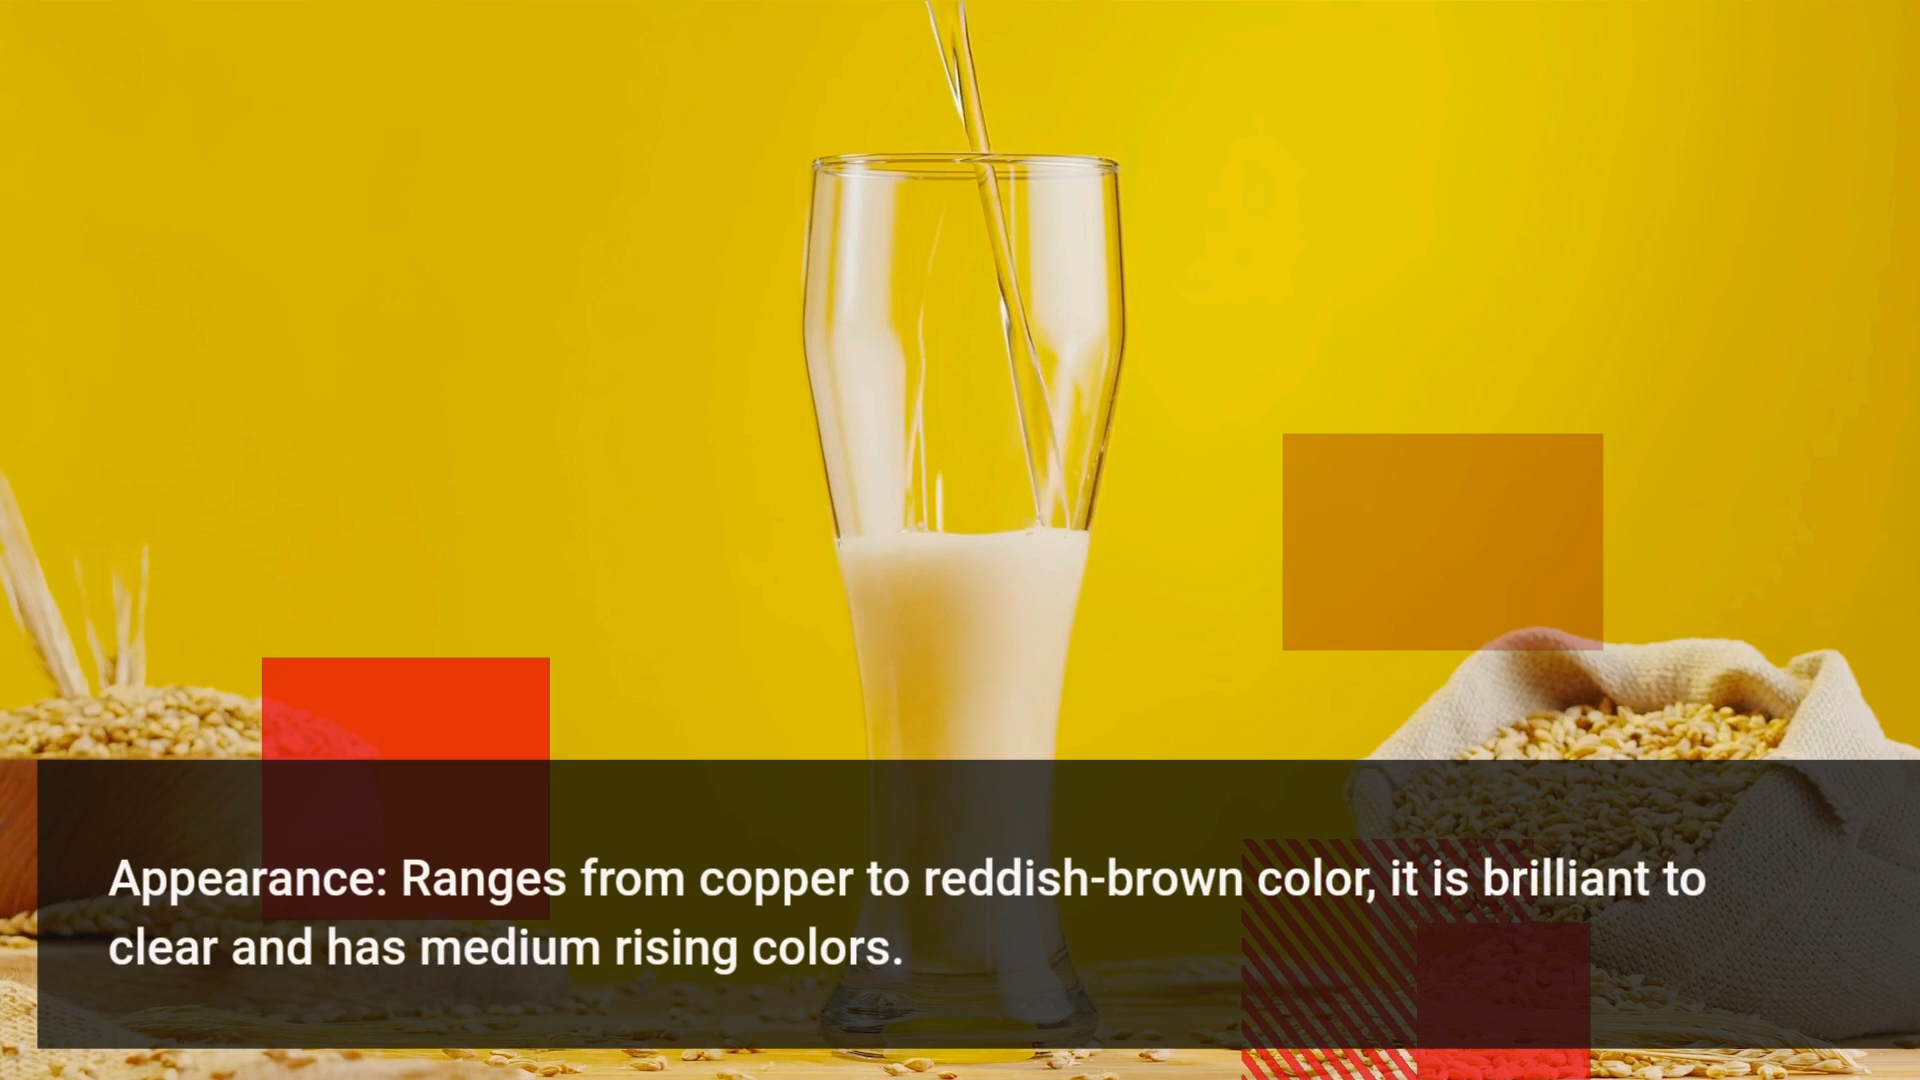 Appearance: Ranges from copper to reddish-brown color, it is brilliant to
clear and has medium rising colors.